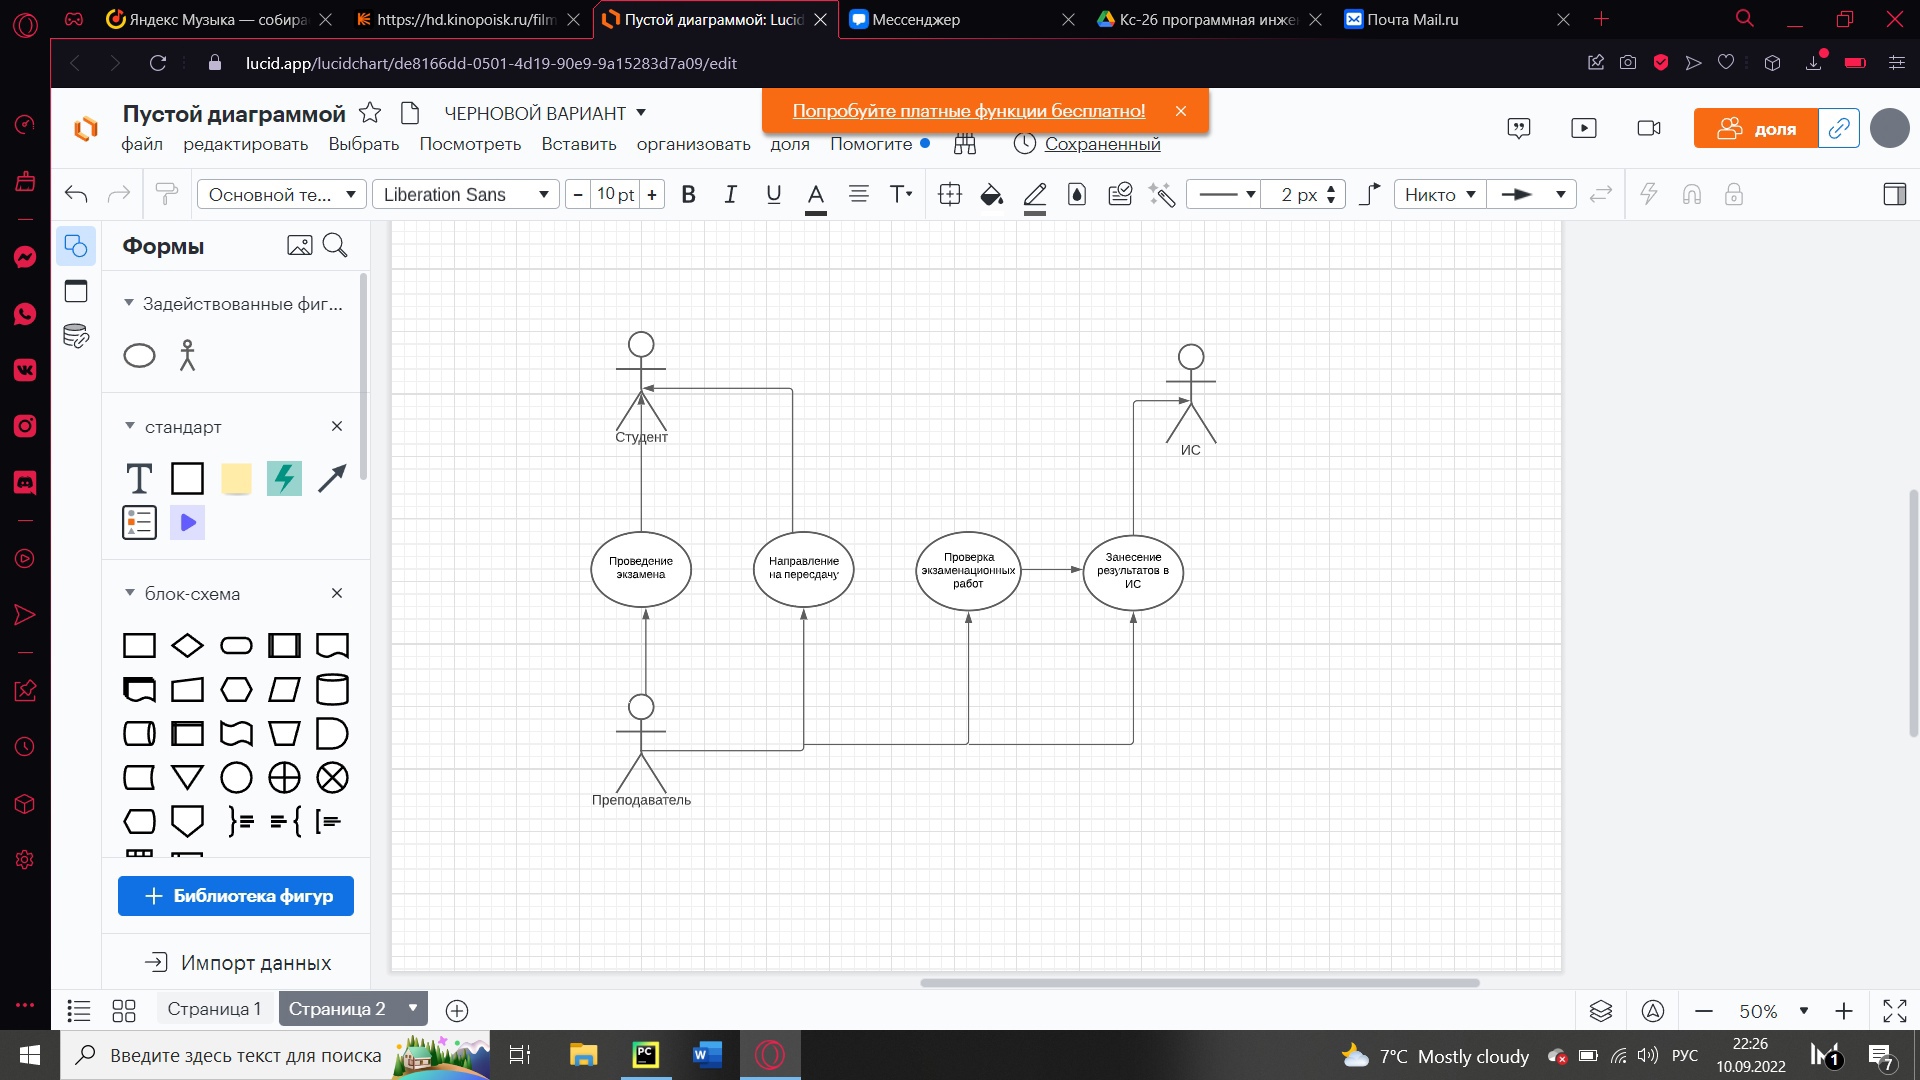 Яндекс Музыка — собира
https://hd.kinopoisk.ru/film
Пустой диаграммой: Lucid
Мессенджер
Кс-26 программная инже
Почта Mail.ru
lucid.app/lucidchart/de8166dd-0501-4d19-90e9-9a15283d7a09/edit
Пустой диаграммой
ЧЕРНОВОЙ ВАРИАНТ
Попробуйте платные функции бесплатно!
доля
файл
редактировать
Выбрать
Посмотреть
Вставить
организовать
доля
Помогите
Сохраненный
Основной те...
Liberation Sans
10 pt
B
I
U
A
2 px
Никто
Формы
Задействованные фиг...
стандарт
блок-схема
Библиотека фигур
Импорт данных
Студент
ИС
Проведение
экзамена
Направление
на пересдачу
Проверка
экзаменационных
работ
Занесение
результатов в
ИС
Преподаватель
Страница 1
Страница 2
50%
Введите здесь текст для поиска
PC
7°C Mostly cloudy
РУС
22:26
10.09.2022
1
7